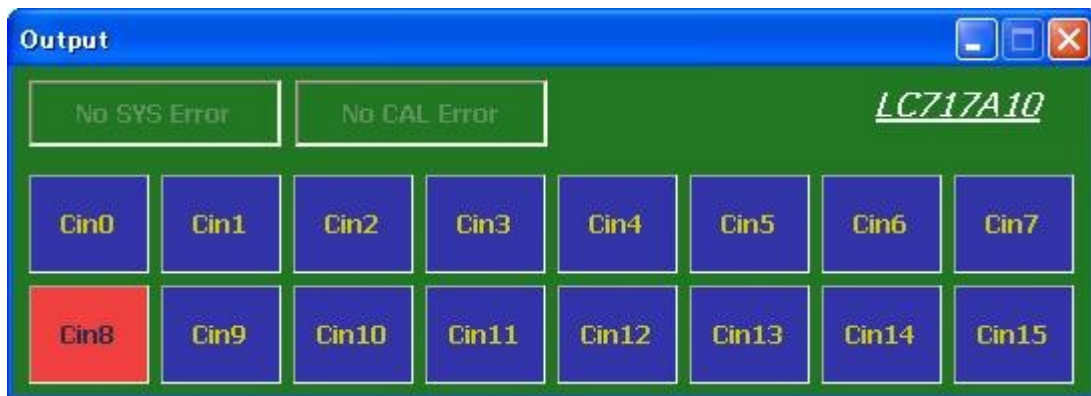 Output
No SYS Error No CAL Error LC717A10
Cin0 Cin1 Cin2 Cin3 Cin4 Cin5 Cin6 Cin7
Cin8 Cin9 Cin10 Cin11 Cin12 Cin13 Cin14 Cin15